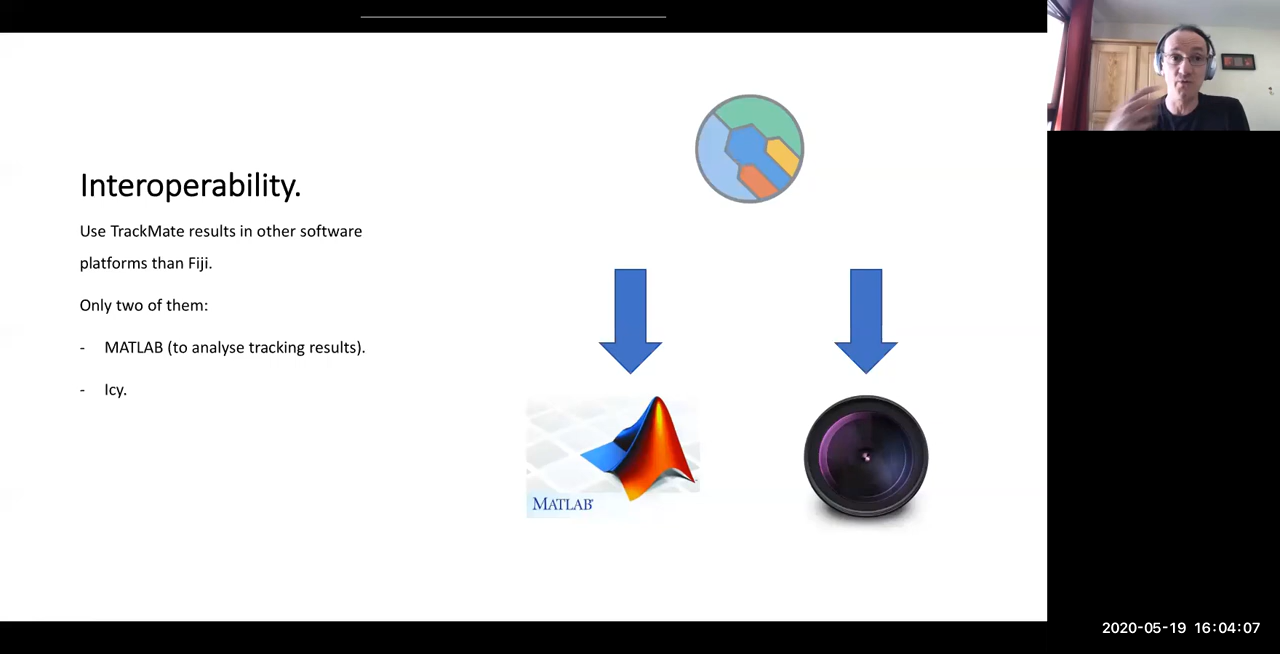 Interoperability.
Use TrackMate results in other software
platforms than Fiji.
Only two of them:
- MATLAB (to analyse tracking results).
- Icy.
MATLAB
2020-05-19 16:04:07